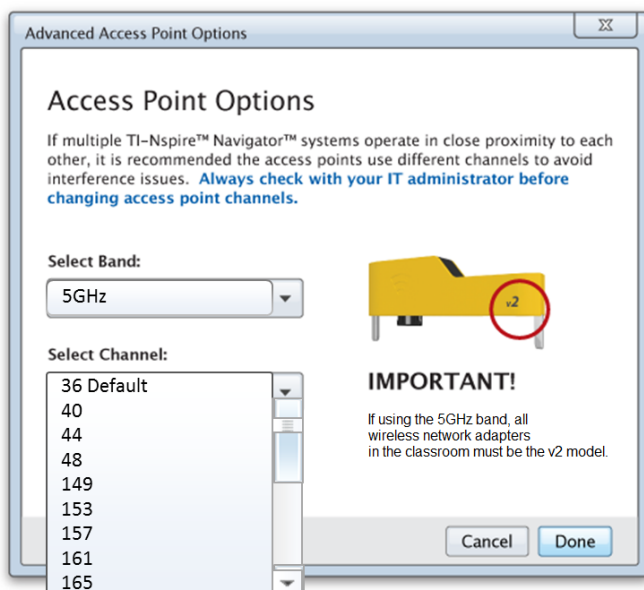 Advanced Access Point Options
Access Point Options
If multiple TI-Nspire™ Navigator™ systems operate in close proximity to each
other, it is recommended the access points use different channels to avoid
interference issues. Always check with your IT administrator before
changing access point channels.
Select Band:
5GHz
v2
Select Channel:
36 Default
40
44
48
149
153
157
161
165
IMPORTANT!
If using the 5GHz band, all
wireless network adapters
in the classroom must be the v2 model.
Cancel
Done